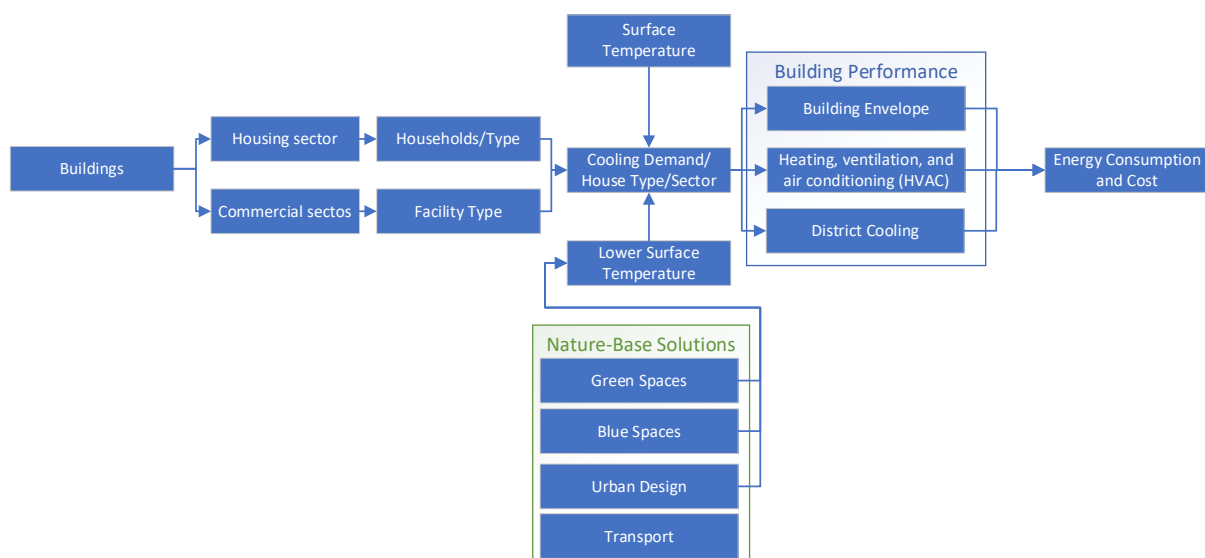 Surface
Temperature
Building Performance
Building Envelope
Housing sector
Households/Type
Buildings
Cooling Demand/
House Type/Sector
Heating, ventilation, and
air conditioning (HVAC)
Energy Consumption
and Cost
Commercial sectos
Facility Type
District Cooling
Lower Surface
Temperature
Nature-Base Solutions
Green Spaces
Blue Spaces
Urban Design
Transport